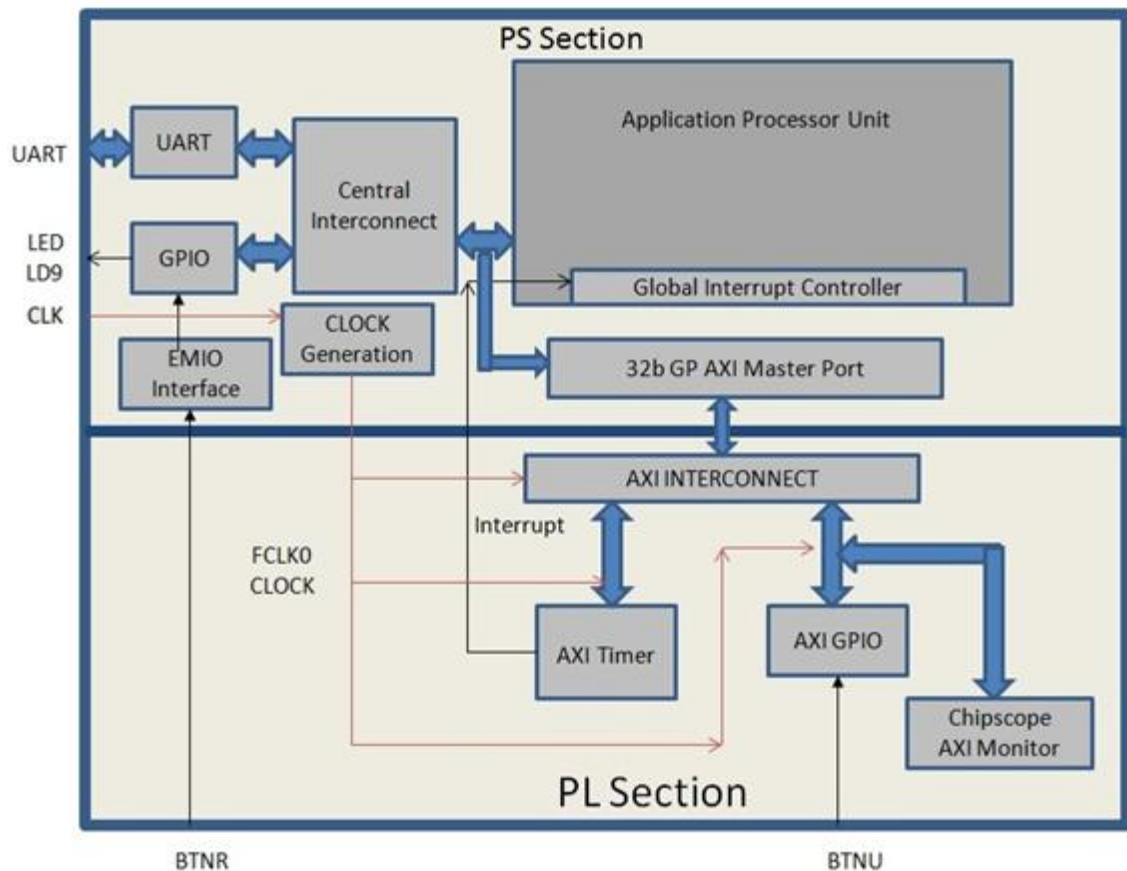 PS Section
Application Processor Unit
UART
UART
Central
Interconnect
LED
LD9
GPIO
Global Interrupt Controller
CLK
CLOCK
Generation
EMIO
Interface
32b GP AXI Master Port
AXI INTERCONNECT
Interrupt
FCLK0
CLOCK
AXI Timer
AXI GPIO
Chipscope
AXI Monitor
PL Section
BTNR
BTNU